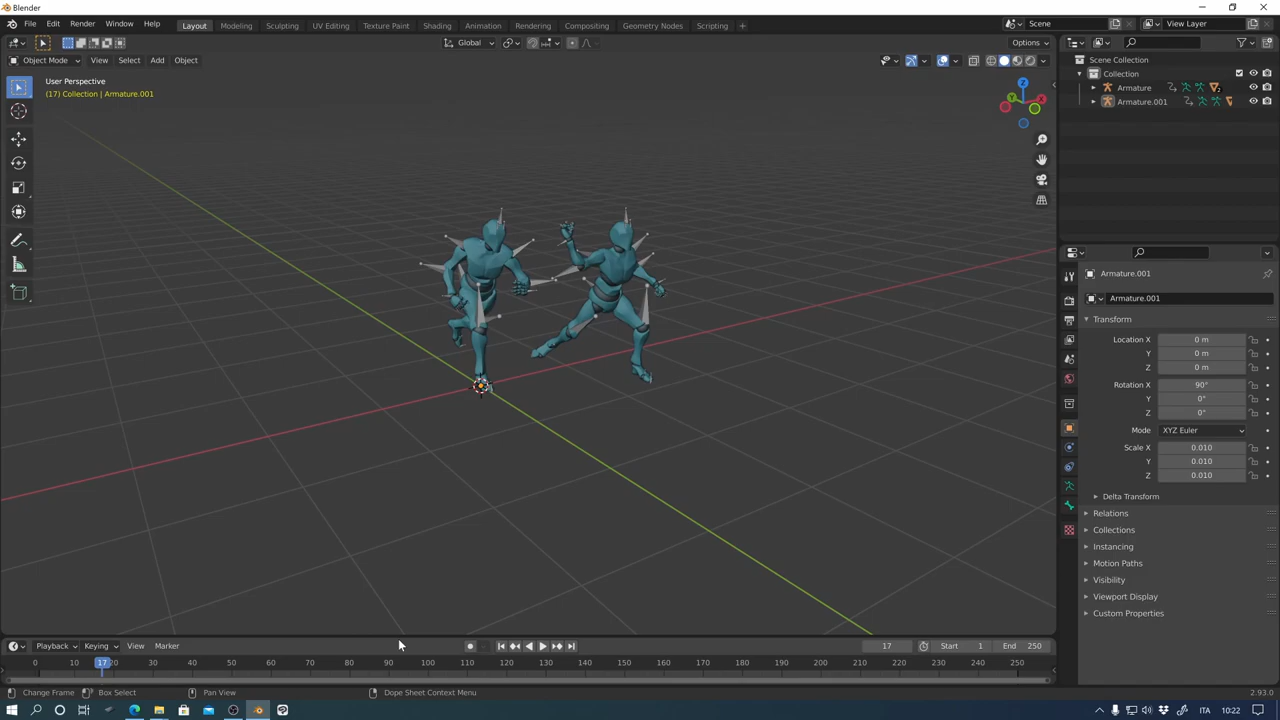 Blender
File Edit Render Window Help
Layout Modeling Sculpting UV Editing Texture Paint Shading Animation Rendering Compositing Geometry Nodes Scripting +
Scene
View Layer
Global
Options
Object Mode View Select Add Object
User Perspective
(17) Collection | Armature.001
Z
X
Y
Scene Collection
Collection
Armature
2
Armature.001
Armature.001
Armature.001
Transform
Location X 0 m
Y 0 m
Z 0 m
Rotation X 90°
Y 0°
Z 0°
Mode XYZ Euler
Scale X 0.010
Y 0.010
Z 0.010
Delta Transform
Relations
Collections
Instancing
Motion Paths
Visibility
Viewport Display
Custom Properties
Playback Keying View Marker
17 Start 1 End 250
0 10 17 20 30 40 50 60 70 80 90 100 110 120 130 140 150 160 170 180 190 200 210 220 230 240 250
Change Frame Box Select Pan View Dope Sheet Context Menu 2.93.0
ITA 10:22